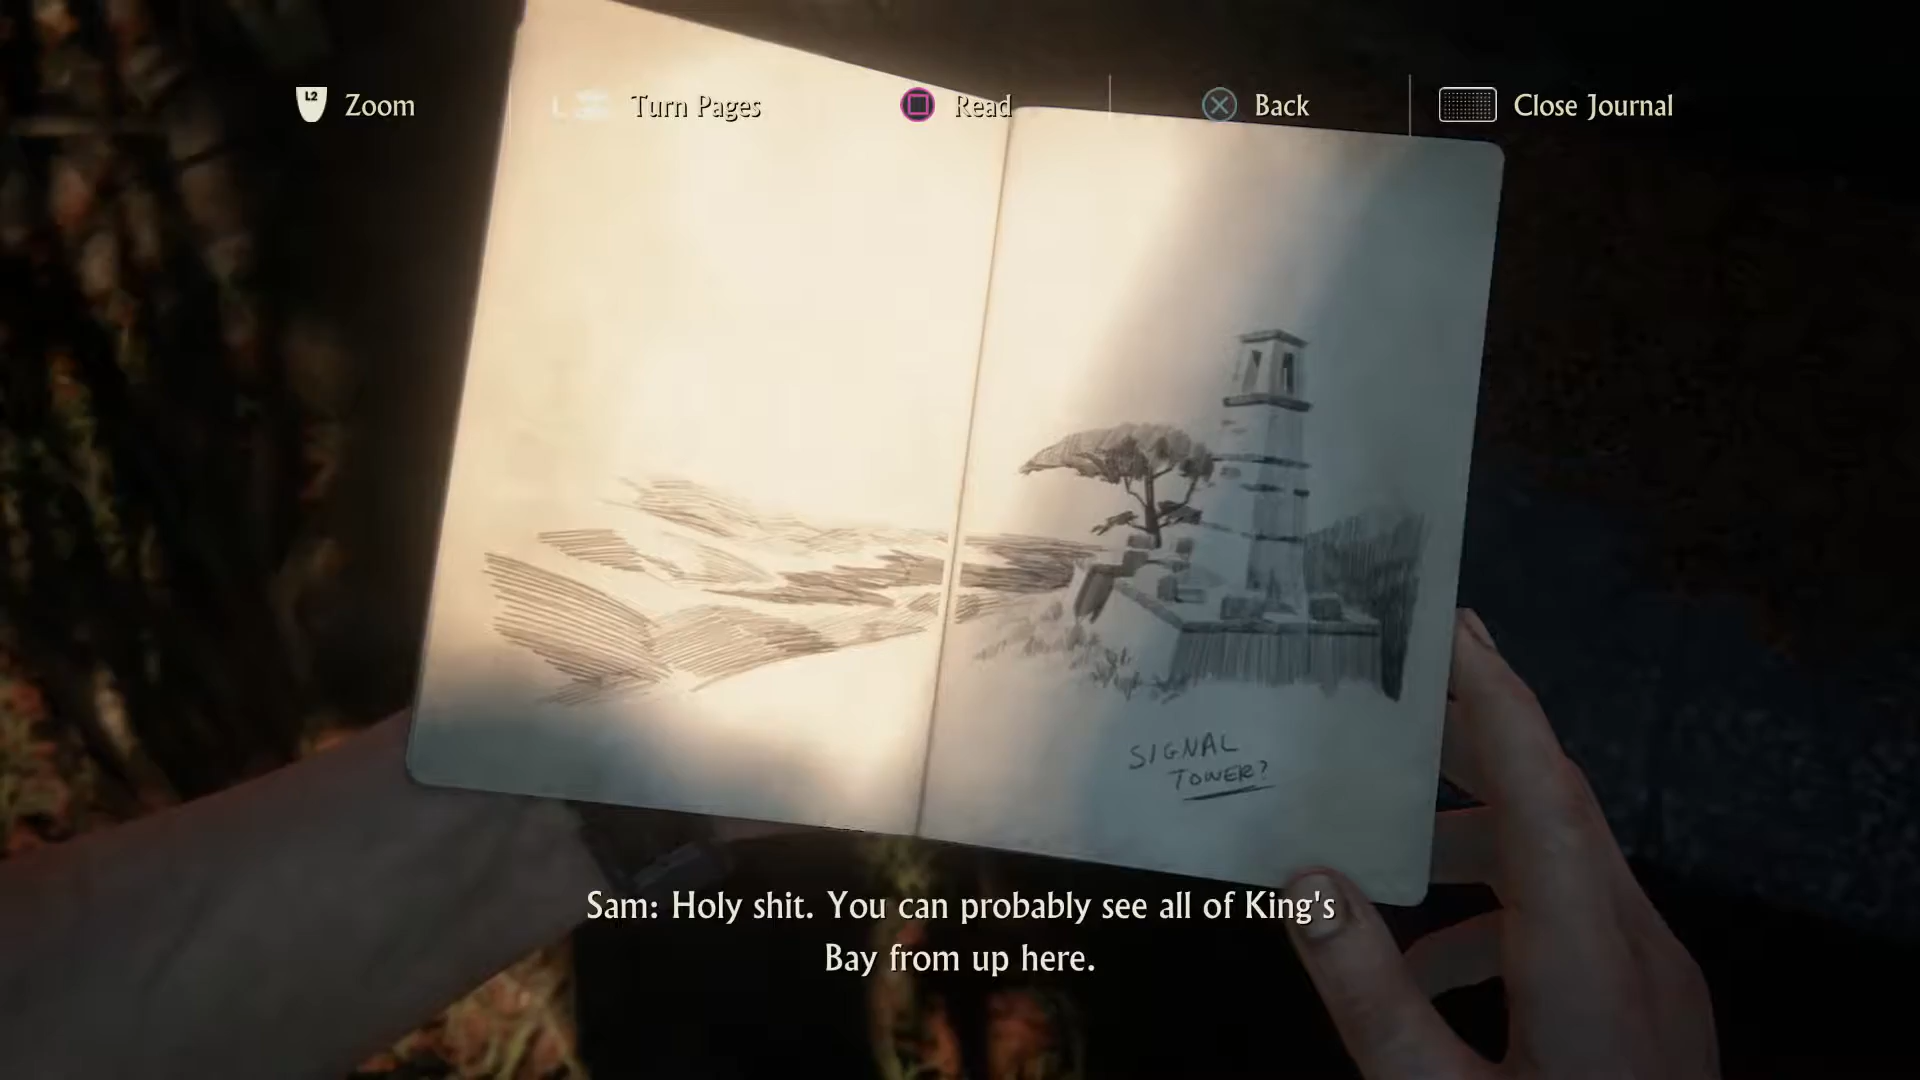 L2 Zoom
L
Turn Pages
Read
Back
Close Journal
SIGNAL
TOWER?
Sam: Holy shit. You can probably see all of King's
Bay from up here.